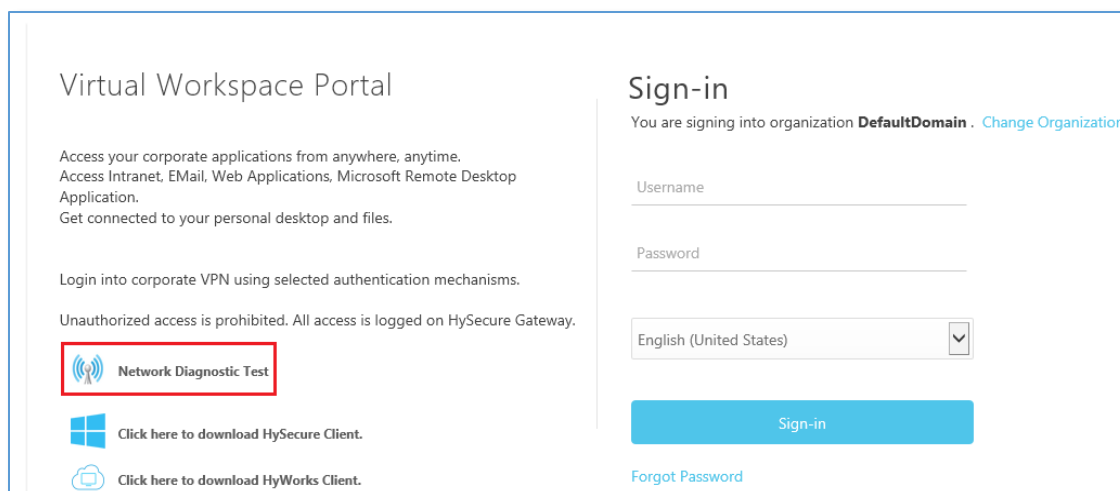 Virtual Workspace Portal
Access your corporate applications from anywhere, anytime.
Access Intranet, EMail, Web Applications, Microsoft Remote Desktop
Application.
Get connected to your personal desktop and files.
Login into corporate VPN using selected authentication mechanisms.
Unauthorized access is prohibited. All access is logged on HySecure Gateway.
Network Diagnostic Test
Click here to download HySecure Client.
Click here to download HyWorks Client.
Sign-in
You are signing into organization DefaultDomain . Change Organization
Username
Password
English (United States)
Sign-in
Forgot Password